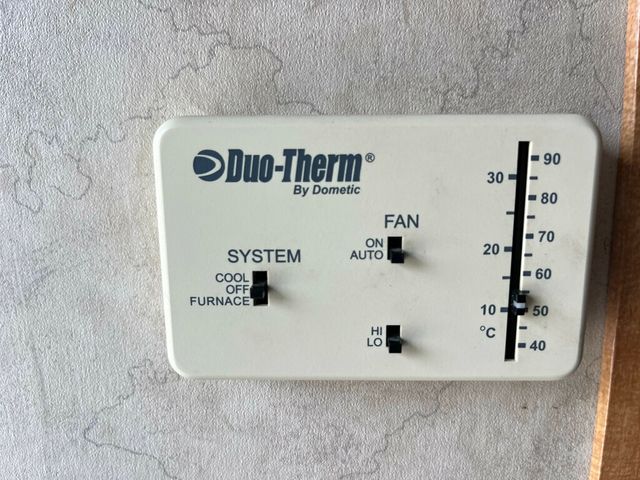 Duo-Therm®
By Dometic
SYSTEM
COOL
OFF
FURNACE
FAN
ON
AUTO
HI
LO
30
20
10
°C
90
80
70
60
50
40